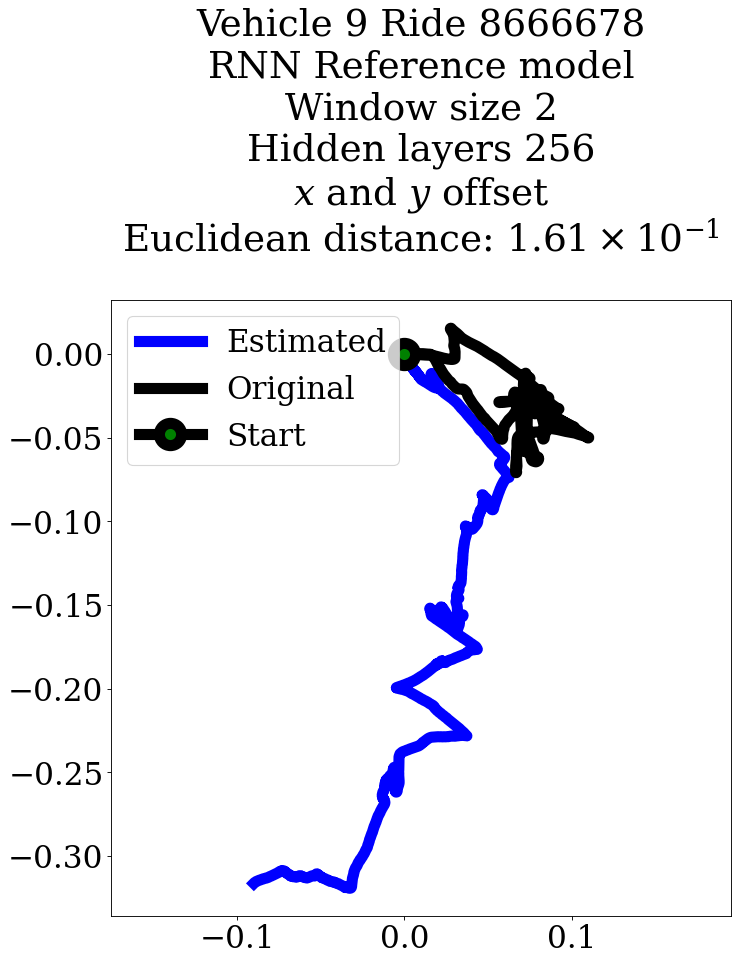 Vehicle 9 Ride 8666678
RNN Reference model
Window size 2
Hidden layers 256
x and y offset
Euclidean distance: 1.61 × 10⁻¹
Estimated
Original
Start
0.00
−0.05
−0.10
−0.15
−0.20
−0.25
−0.30
−0.1 0.0 0.1